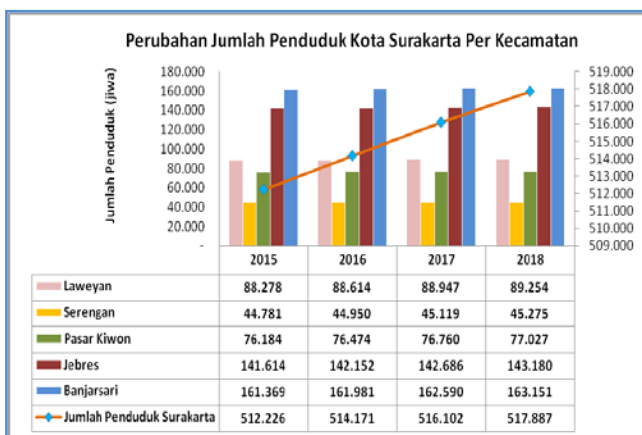 Perubahan Jumlah Penduduk Kota Surakarta Per Kecamatan
Jumlah Penduduk (jiwa)
180.000
160.000
140.000
120.000
100.000
80.000
60.000
40.000
20.000
-
519.000
518.000
517.000
516.000
515.000
514.000
513.000
512.000
511.000
510.000
509.000
2015 2016 2017 2018
Laweyan 88.278 88.614 88.947 89.254
Serengan 44.781 44.950 45.119 45.275
Pasar Kiwon 76.184 76.474 76.760 77.027
Jebres 141.614 142.152 142.686 143.180
Banjarsari 161.369 161.981 162.590 163.151
Jumlah Penduduk Surakarta 512.226 514.171 516.102 517.887